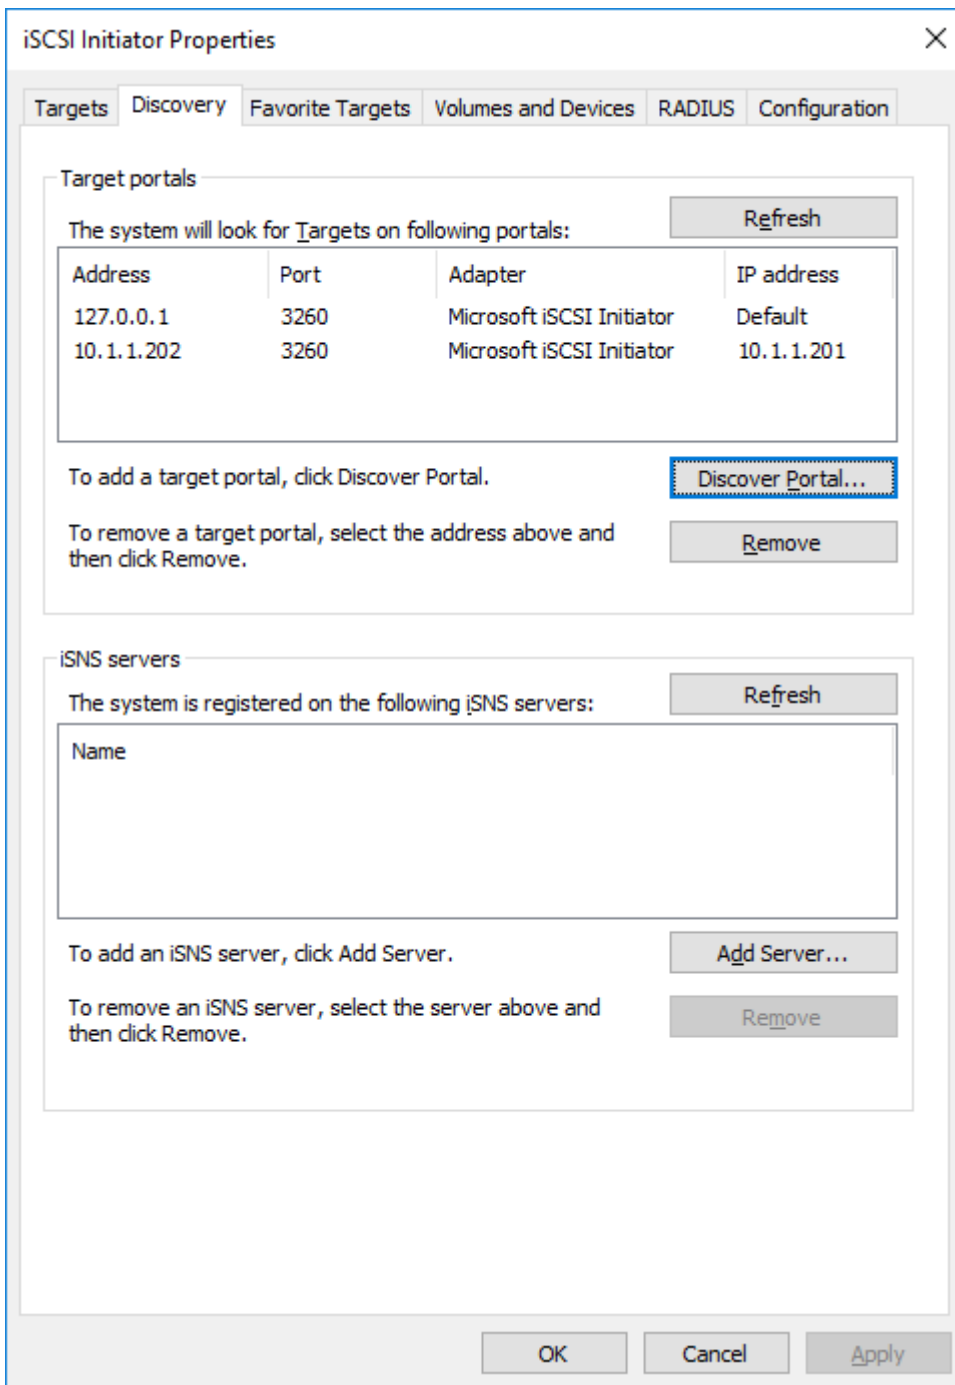 iSCSI Initiator Properties
Targets Discovery Favorite Targets Volumes and Devices RADIUS Configuration
Target portals
The system will look for Targets on following portals:
Refresh
Address Port Adapter IP address
127.0.0.1 3260 Microsoft iSCSI Initiator Default
10.1.1.202 3260 Microsoft iSCSI Initiator 10.1.1.201
To add a target portal, click Discover Portal.
Discover Portal...
To remove a target portal, select the address above and
then click Remove.
Remove
iSNS servers
The system is registered on the following iSNS servers:
Refresh
Name
To add an iSNS server, click Add Server.
Add Server...
To remove an iSNS server, select the server above and
then click Remove.
Remove
OK Cancel Apply